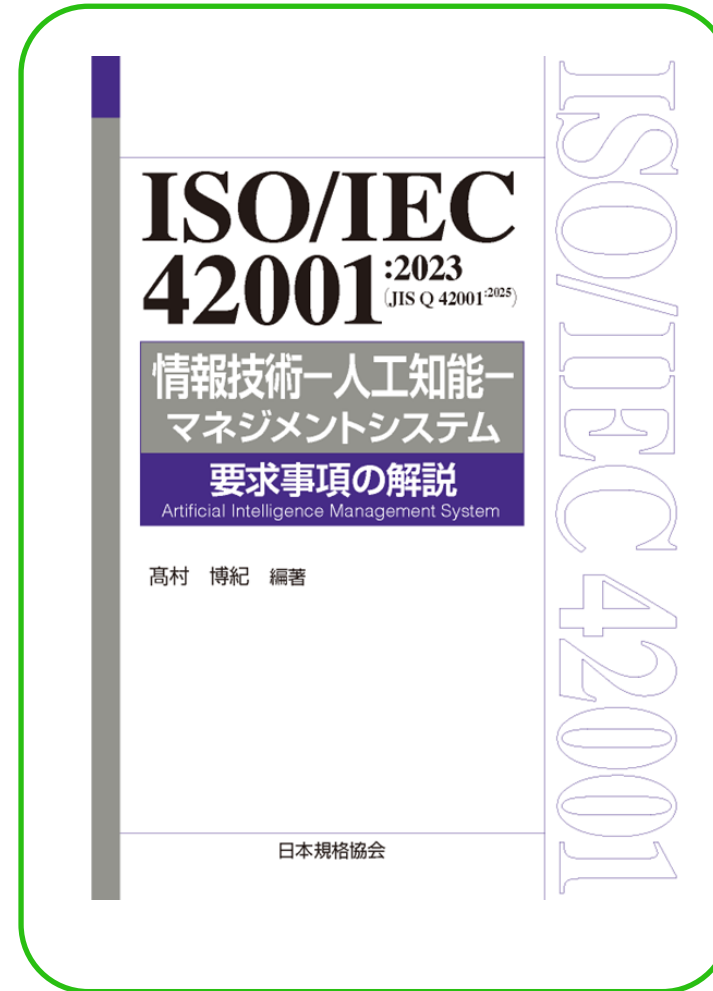 ISO/IEC
42001:2023
(JIS Q 42001:2025)
情報技術−人工知能−
マネジメントシステム
要求事項の解説
Artificial Intelligence Management System
髙村 博紀 編著
日本規格協会
ISO/IEC 42001